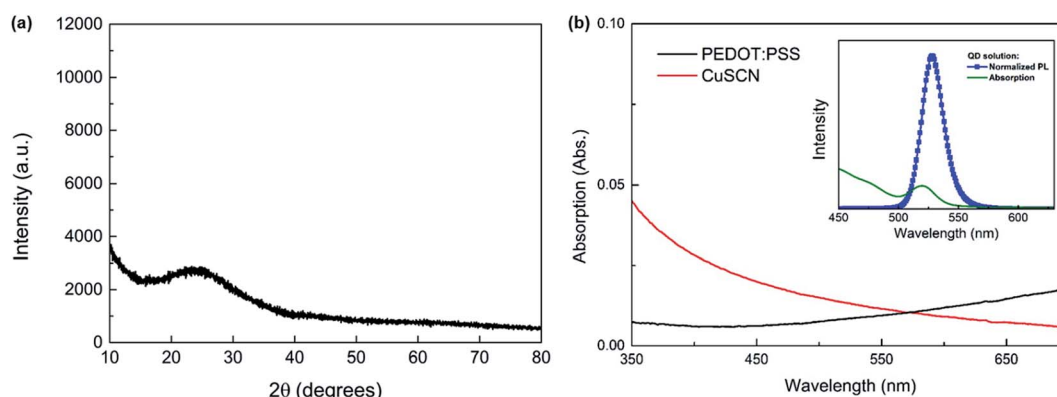 (a)
12000
10000
8000
6000
4000
2000
0
Intensity (a.u.)
10 20 30 40 50 60 70 80
2θ (degrees)
(b)
0.10
0.05
0.00
Absorption (Abs.)
PEDOT:PSS
CuSCN
350 450 550 650
Wavelength (nm)
QD solution:
Normalized PL
Absorption
Intensity
450 500 550 600
Wavelength (nm)